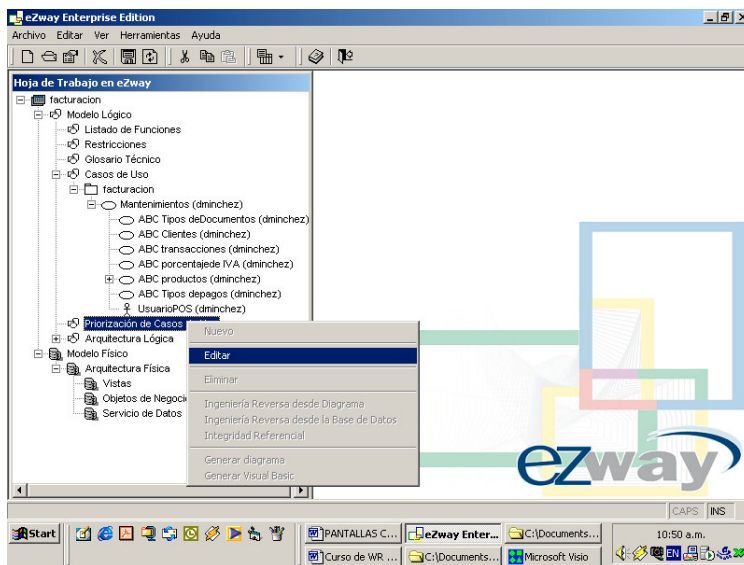 eZway Enterprise Edition
Archivo Editar Ver Herramientas Ayuda
Hoja de Trabajo en eZway
facturacion
Modelo Lógico
Listado de Funciones
Restricciones
Glosario Técnico
Casos de Uso
facturacion
Mantenimientos (dminchez)
ABC Tipos deDocumentos (dminchez)
ABC Clientes (dminchez)
ABC transacciones (dminchez)
ABC porcentajede IVA (dminchez)
ABC productos (dminchez)
ABC Tipos depagos (dminchez)
UsuarioPOS (dminchez)
Priorización de Casos
Arquitectura Lógica
Modelo Físico
Arquitectura Física
Vistas
Objetos de Negoci
Servicio de Datos
Nuevo
Editar
Eliminar
Ingeniería Reversa desde Diagrama
Ingeniería Reversa desde la Base de Datos
Integridad Referencial
Generar diagrama
Generar Visual Basic
ezway
CAPS INS
Start PANTALLAS C... eZway Enter... C:\Documents... 10:50 a.m.
Curso de WR ... C:\Documents... Microsoft Visio EN